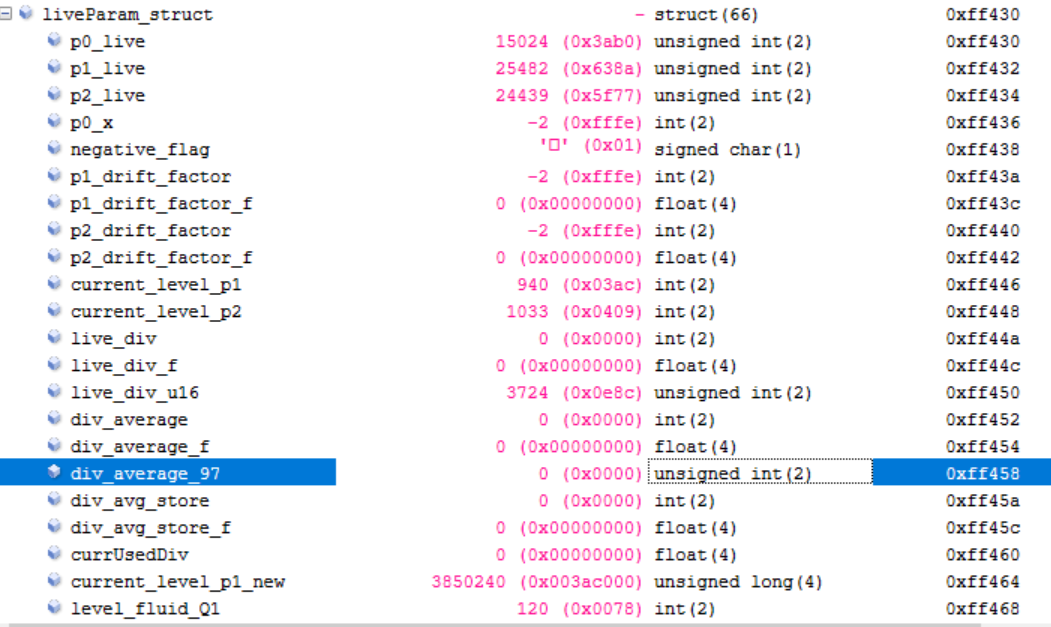 liveParam_struct - struct(66) 0xff430
p0_live 15024 (0x3ab0) unsigned int(2) 0xff430
p1_live 25482 (0x638a) unsigned int(2) 0xff432
p2_live 24439 (0x5f77) unsigned int(2) 0xff434
p0_x -2 (0xfffe) int(2) 0xff436
negative_flag '□' (0x01) signed char(1) 0xff438
p1_drift_factor -2 (0xfffe) int(2) 0xff43a
p1_drift_factor_f 0 (0x00000000) float(4) 0xff43c
p2_drift_factor -2 (0xfffe) int(2) 0xff440
p2_drift_factor_f 0 (0x00000000) float(4) 0xff442
current_level_p1 940 (0x03ac) int(2) 0xff446
current_level_p2 1033 (0x0409) int(2) 0xff448
live_div 0 (0x0000) int(2) 0xff44a
live_div_f 0 (0x00000000) float(4) 0xff44c
live_div_u16 3724 (0x0e8c) unsigned int(2) 0xff450
div_average 0 (0x0000) int(2) 0xff452
div_average_f 0 (0x00000000) float(4) 0xff454
div_average_97 0 (0x0000) unsigned int(2) 0xff458
div_avg_store 0 (0x0000) int(2) 0xff45a
div_avg_store_f 0 (0x00000000) float(4) 0xff45c
currUsedDiv 0 (0x00000000) float(4) 0xff460
current_level_p1_new 3850240 (0x003ac000) unsigned long(4) 0xff464
level_fluid_Q1 120 (0x0078) int(2) 0xff468